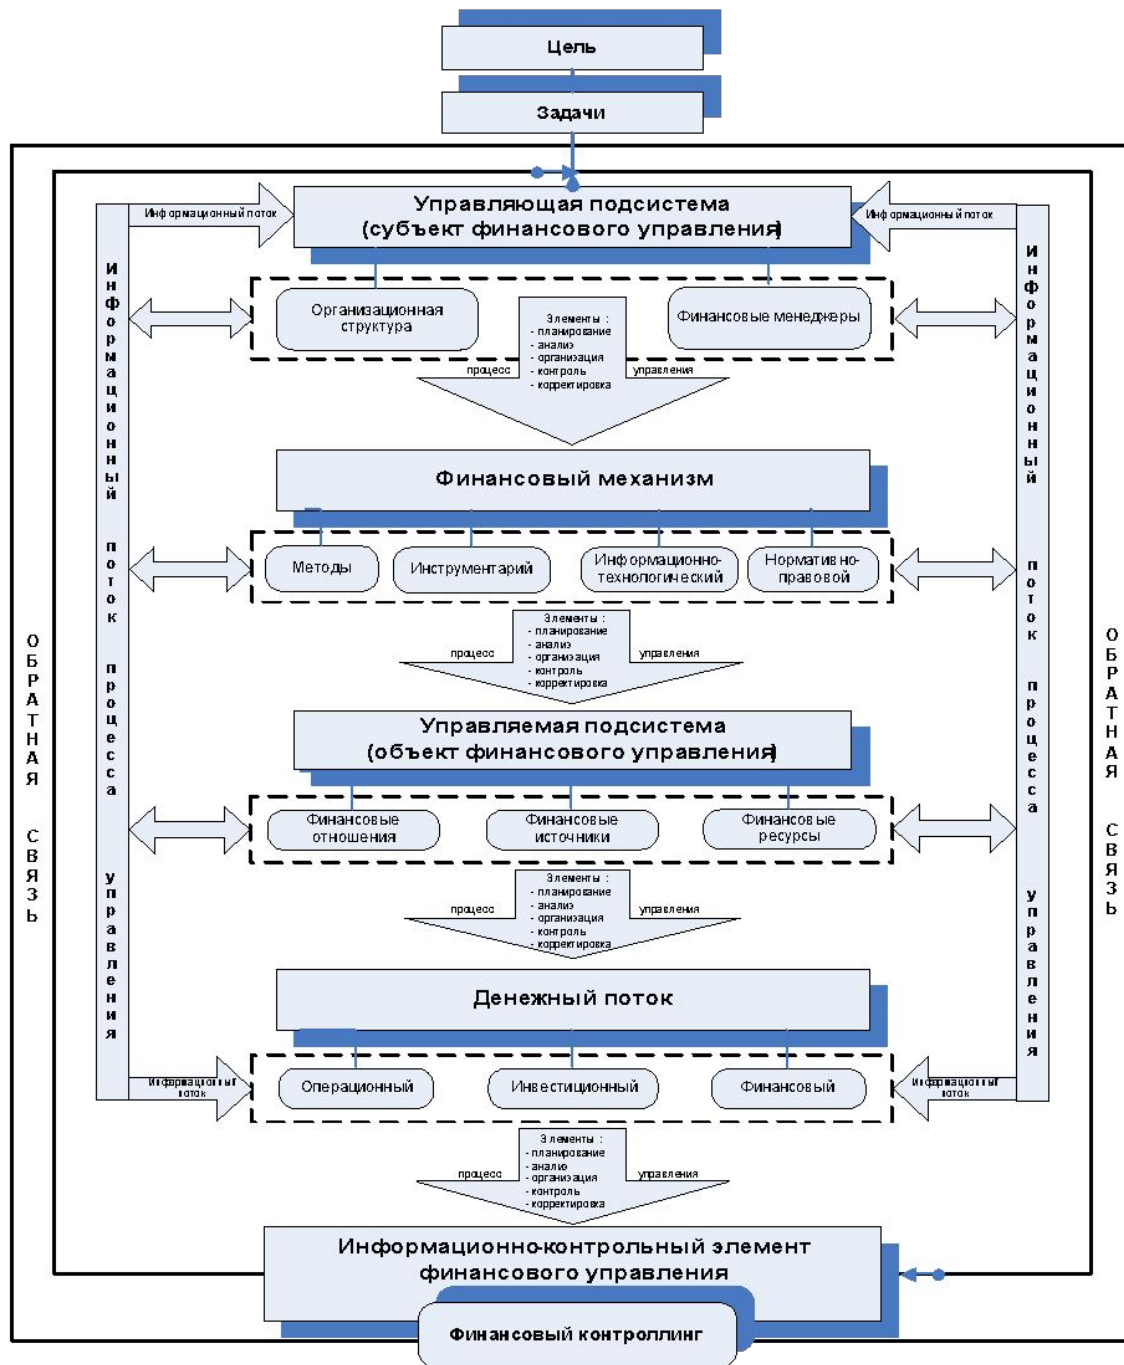 Цель
Задачи
Управляющая подсистема
(субъект финансового управления)
Информационный поток
Информационный поток
Организационная
структура
Финансовые менеджеры
Элементы :
- планирование
- анализ
- организация
- контроль
- корректировка
процесс
управления
Финансовый механизм
Методы
Инструментарий
Информационно-
технологический
Нормативно-
правовой
Элементы :
- планирование
- анализ
- организация
- контроль
- корректировка
процесс
управления
Управляемая подсистема
(объект финансового управления)
Финансовые
отношения
Финансовые
источники
Финансовые
ресурсы
Элементы :
- планирование
- анализ
- организация
- контроль
- корректировка
процесс
управления
Денежный поток
Операционный
Инвестиционный
Финансовый
Информационный
поток
Информационный
поток
Элементы :
- планирование
- анализ
- организация
- контроль
- корректировка
процесс
управления
Информационно-контрольный элемент
финансового управления
Финансовый контроллинг
Информационный поток процесса управления
Информационный поток процесса управления
ОБРАТНАЯ СВЯЗЬ
ОБРАТНАЯ СВЯЗЬ